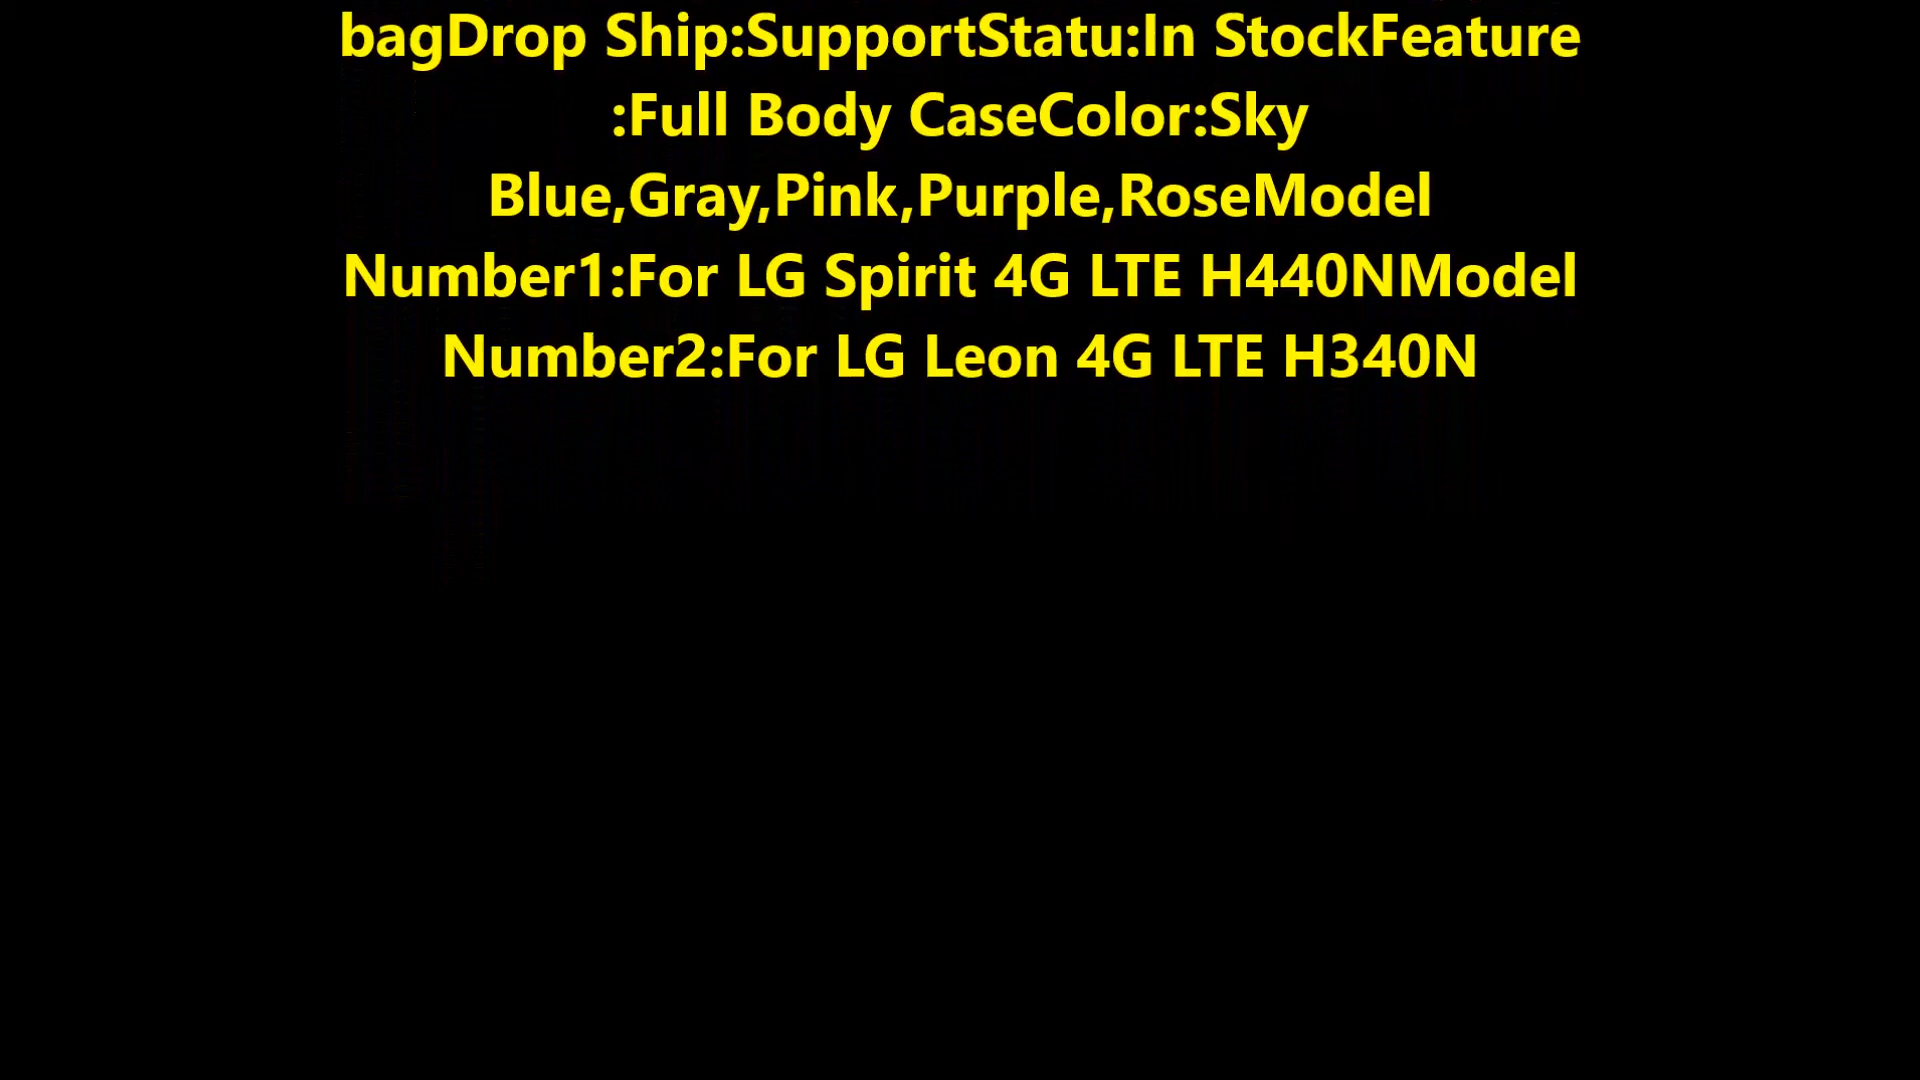 bagDrop Ship:SupportStatu:In StockFeature
:Full Body CaseColor:Sky
Blue,Gray,Pink,Purple,RoseModel
Number1:For LG Spirit 4G LTE H440NModel
Number2:For LG Leon 4G LTE H340N